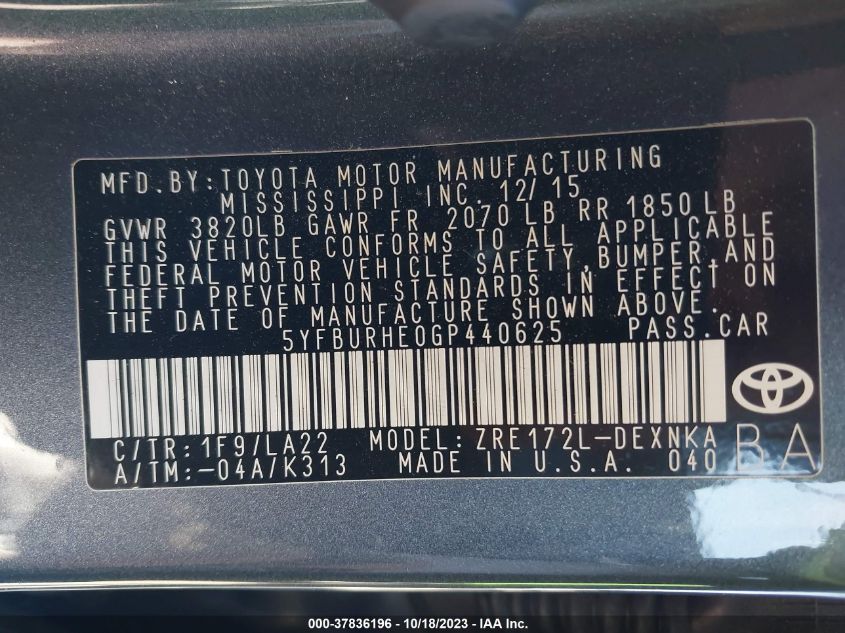 MFD. BY: TOYOTA MOTOR MANUFACTURING
MISSISSIPPI INC. 12/ 15
GVWR 3820LB GAWR FR 2070 LB RR 1850 LB
THIS VEHICLE CONFORMS TO ALL APPLICABLE
FEDERAL MOTOR VEHICLE SAFETY, BUMPER, AND
THEFT PREVENTION STANDARDS IN EFFECT ON
THE DATE OF MANUFACTURE SHOWN ABOVE.
5YFBURHE0GP440625 PASS. CAR
C/TR: 1F9/LA22 MODEL: ZRE172L-DEXNKA
A/TM: -04A/K313 MADE IN U.S.A. 040
BA
000-37836196 - 10/18/2023 - IAA Inc.